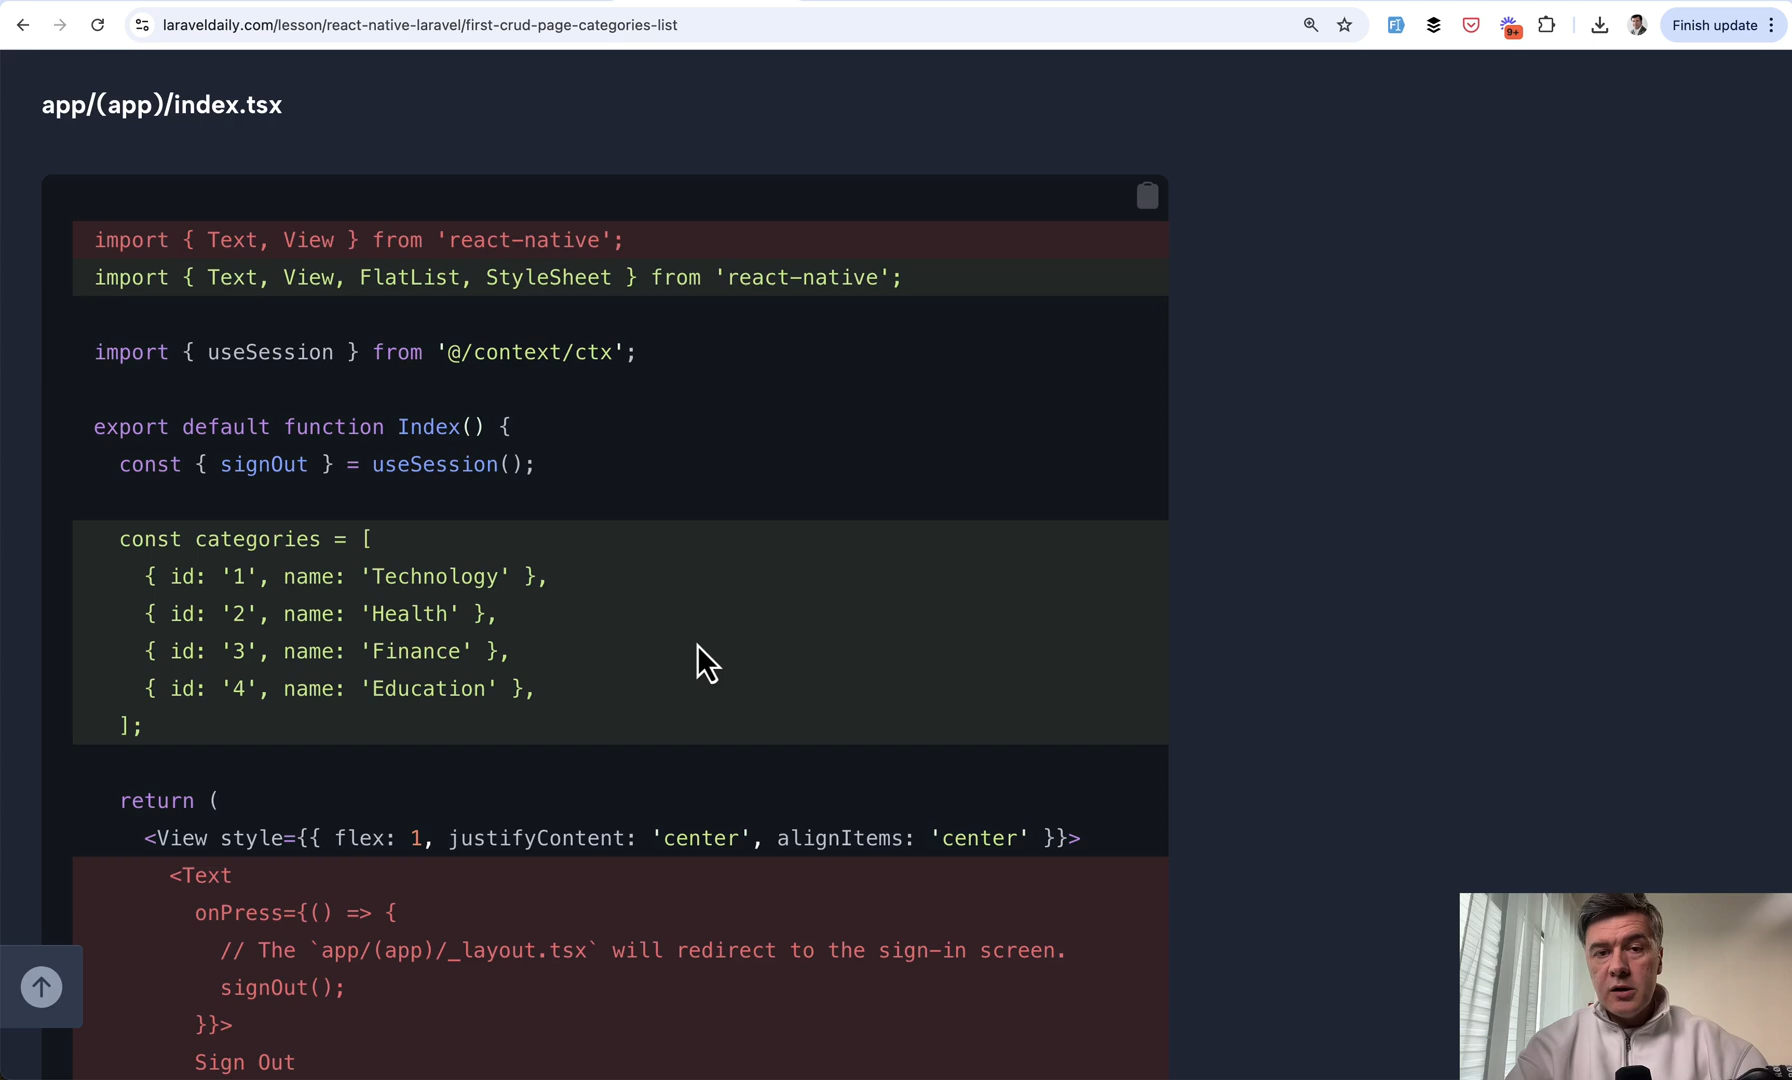 laraveldaily.com/lesson/react-native-laravel/first-crud-page-categories-list
9+
Finish update
app/(app)/index.tsx
import { Text, View } from 'react-native';
import { Text, View, FlatList, StyleSheet } from 'react-native';
import { useSession } from '@/context/ctx';
export default function Index() {
const { signOut } = useSession();
const categories = [
{ id: '1', name: 'Technology' },
{ id: '2', name: 'Health' },
{ id: '3', name: 'Finance' },
{ id: '4', name: 'Education' },
];
return (
<View style={{ flex: 1, justifyContent: 'center', alignItems: 'center' }}>
<Text
onPress={() => {
// The `app/(app)/_layout.tsx` will redirect to the sign-in screen.
signOut();
}}>
Sign Out